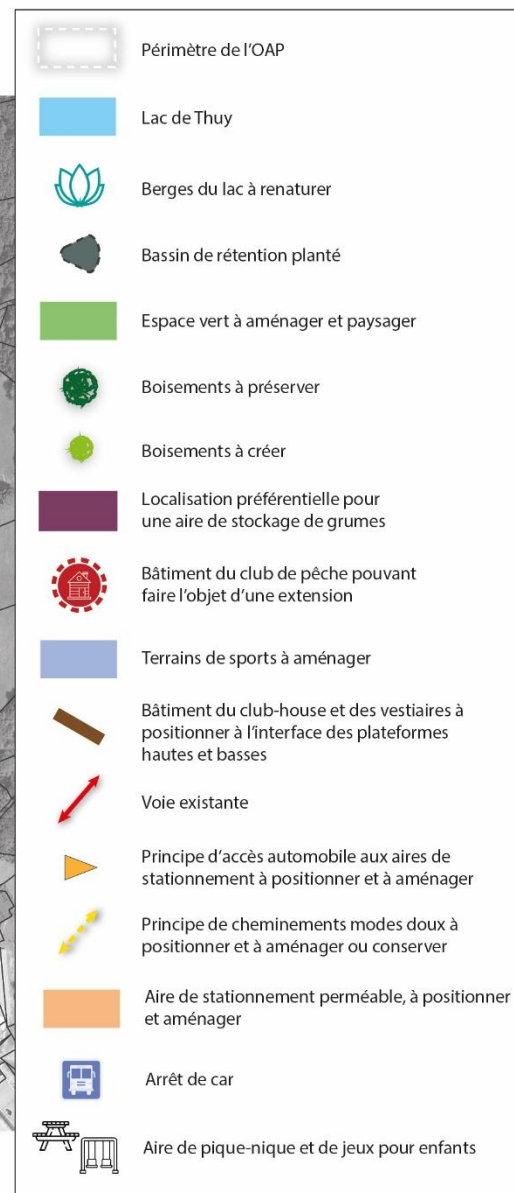 Périmètre de l'OAP
Lac de Thuy
Berges du lac à renaturer
Bassin de rétention planté
Espace vert à aménager et paysager
Boisements à préserver
Boisements à créer
Localisation préférentielle pour
une aire de stockage de grumes
Bâtiment du club de pêche pouvant
faire l'objet d'une extension
Terrains de sports à aménager
Bâtiment du club-house et des vestiaires à
positionner à l'interface des plateformes
hautes et basses
Voie existante
Principe d'accès automobile aux aires de
stationnement à positionner et à aménager
Principe de cheminements modes doux à
positionner et à aménager ou conserver
Aire de stationnement perméable, à positionner
et aménager
Arrêt de car
Aire de pique-nique et de jeux pour enfants